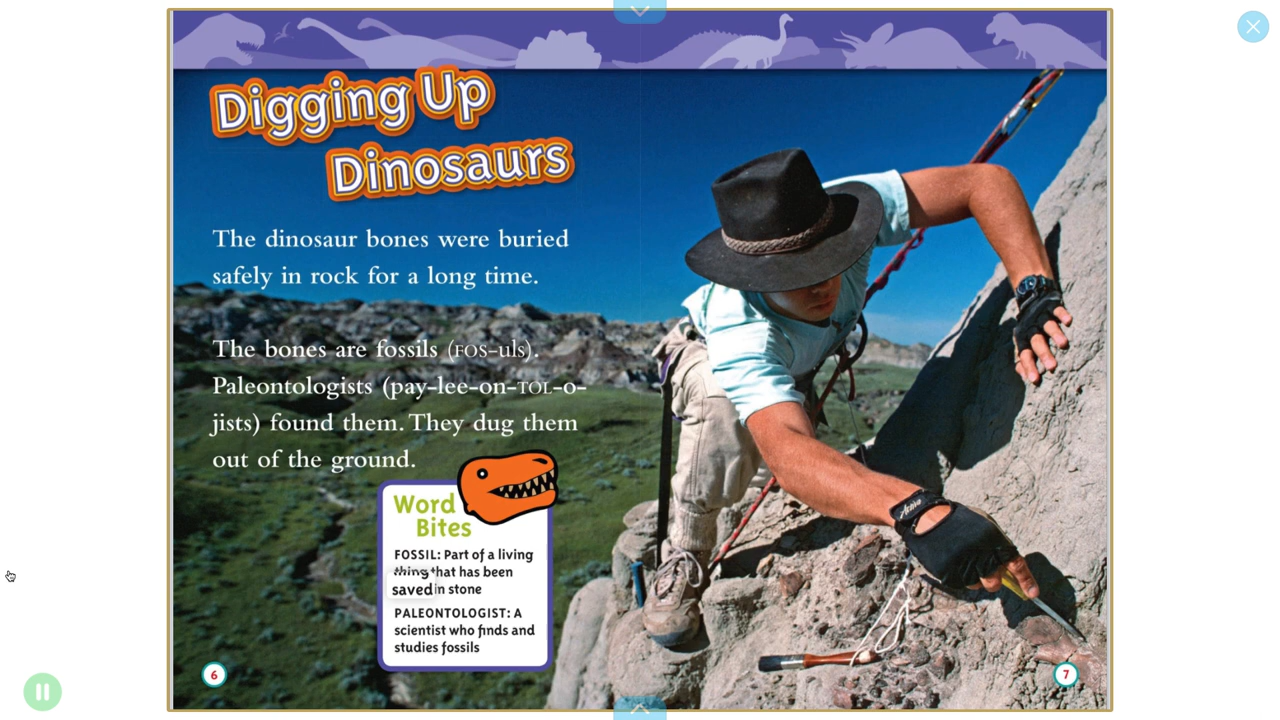 Digging Up
Dinosaurs
The dinosaur bones were buried
safely in rock for a long time.
The bones are fossils (FOS-uls).
Paleontologists (pay-lee-on-TOL-o-
jists) found them. They dug them
out of the ground.
Word
Bites
FOSSIL: Part of a living
thing that has been
saved in stone
PALEONTOLOGIST: A
scientist who finds and
studies fossils
6
7
Active